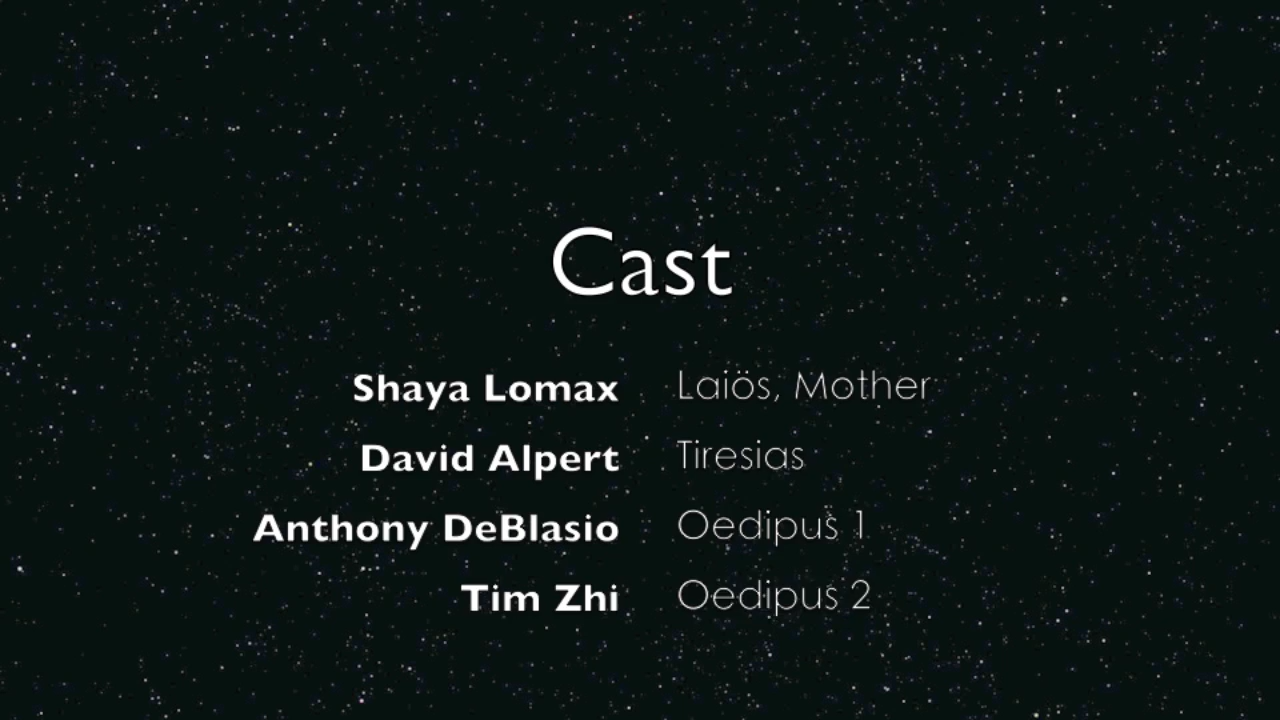 Cast
Shaya Lomax Laiös, Mother
David Alpert Tiresias
Anthony DeBlasio Oedipus 1
Tim Zhi Oedipus 2